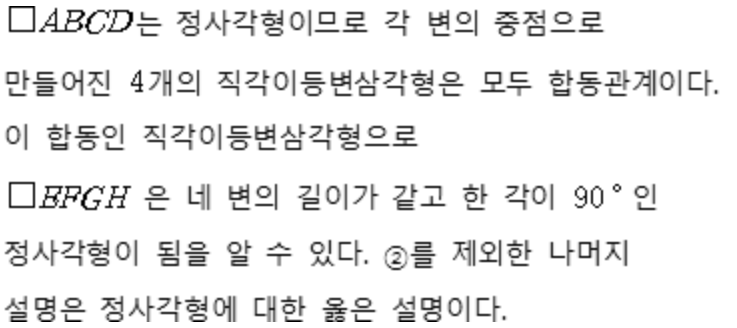 □ABCD는 정사각형이므로 각 변의 중점으로
만들어진 4개의 직각이등변삼각형은 모두 합동관계이다.
이 합동인 직각이등변삼각형으로
□EFGH 은 네 변의 길이가 같고 한 각이 90°인
정사각형이 됨을 알 수 있다. ②를 제외한 나머지
설명은 정사각형에 대한 옳은 설명이다.